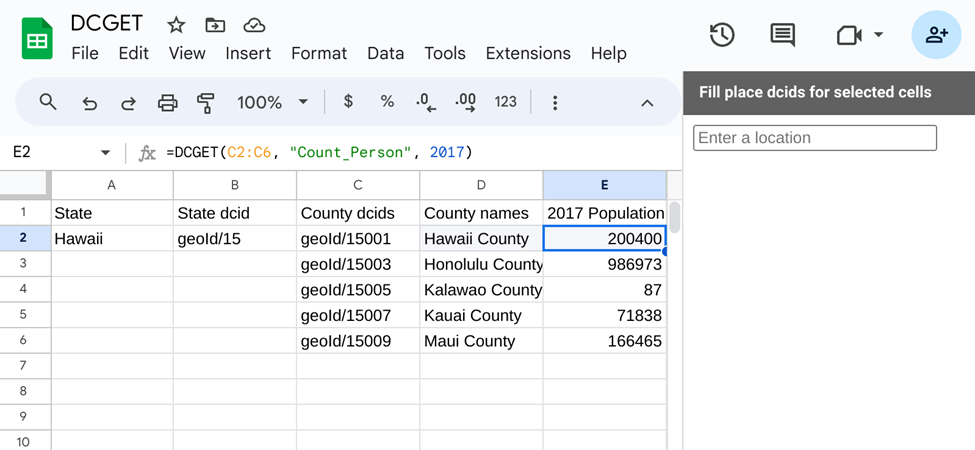 DCGET
File Edit View Insert Format Data Tools Extensions Help
100% $ % .0 .00 123
Fill place dcids for selected cells
Enter a location
E2 fx =DCGET(C2:C6, "Count_Person", 2017)
A B C D E
1 State State dcid County dcids County names 2017 Population
2 Hawaii geoId/15 geoId/15001 Hawaii County 200400
3 geoId/15003 Honolulu County 986973
4 geoId/15005 Kalawao County 87
5 geoId/15007 Kauai County 71838
6 geoId/15009 Maui County 166465
7
8
9
10